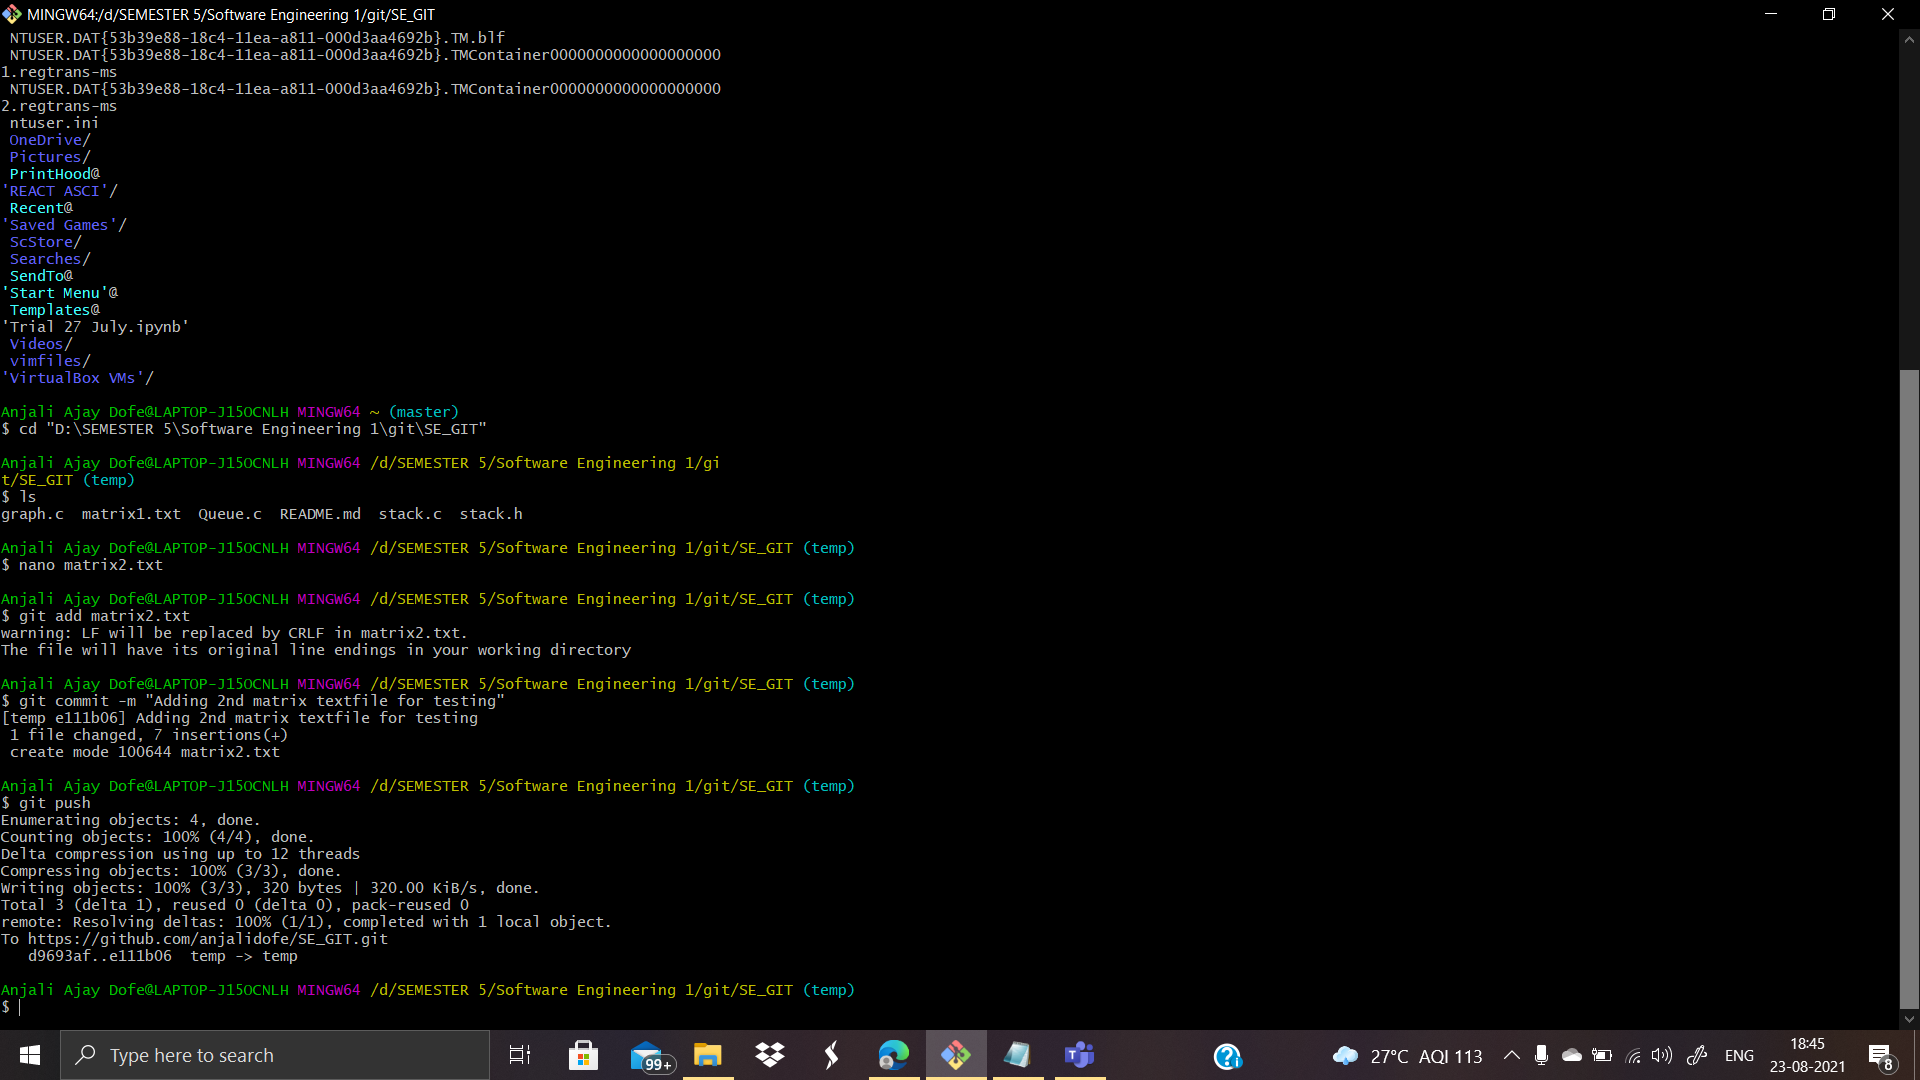 MINGW64:/d/SEMESTER 5/Software Engineering 1/git/SE_GIT
NTUSER.DAT{53b39e88-18c4-11ea-a811-000d3aa4692b}.TM.blf
NTUSER.DAT{53b39e88-18c4-11ea-a811-000d3aa4692b}.TMContainer0000000000000000000
1.regtrans-ms
NTUSER.DAT{53b39e88-18c4-11ea-a811-000d3aa4692b}.TMContainer0000000000000000000
2.regtrans-ms
ntuser.ini
OneDrive/
Pictures/
PrintHood@
'REACT ASCI'/
Recent@
'Saved Games'/
ScStore/
Searches/
SendTo@
'Start Menu'@
Templates@
'Trial 27 July.ipynb'
Videos/
vimfiles/
'VirtualBox VMs'/
Anjali Ajay Dofe@LAPTOP-J15OCNLH MINGW64 ~ (master)
$ cd "D:\SEMESTER 5\Software Engineering 1\git\SE_GIT"
Anjali Ajay Dofe@LAPTOP-J15OCNLH MINGW64 /d/SEMESTER 5/Software Engineering 1/gi
t/SE_GIT (temp)
$ ls
graph.c  matrix1.txt  Queue.c  README.md  stack.c  stack.h
Anjali Ajay Dofe@LAPTOP-J15OCNLH MINGW64 /d/SEMESTER 5/Software Engineering 1/git/SE_GIT (temp)
$ nano matrix2.txt
Anjali Ajay Dofe@LAPTOP-J15OCNLH MINGW64 /d/SEMESTER 5/Software Engineering 1/git/SE_GIT (temp)
$ git add matrix2.txt
warning: LF will be replaced by CRLF in matrix2.txt.
The file will have its original line endings in your working directory
Anjali Ajay Dofe@LAPTOP-J15OCNLH MINGW64 /d/SEMESTER 5/Software Engineering 1/git/SE_GIT (temp)
$ git commit -m "Adding 2nd matrix textfile for testing"
[temp e111b06] Adding 2nd matrix textfile for testing
1 file changed, 7 insertions(+)
create mode 100644 matrix2.txt
Anjali Ajay Dofe@LAPTOP-J15OCNLH MINGW64 /d/SEMESTER 5/Software Engineering 1/git/SE_GIT (temp)
$ git push
Enumerating objects: 4, done.
Counting objects: 100% (4/4), done.
Delta compression using up to 12 threads
Compressing objects: 100% (3/3), done.
Writing objects: 100% (3/3), 320 bytes | 320.00 KiB/s, done.
Total 3 (delta 1), reused 0 (delta 0), pack-reused 0
remote: Resolving deltas: 100% (1/1), completed with 1 local object.
To https://github.com/anjalidofe/SE_GIT.git
d9693af..e111b06  temp -> temp
Anjali Ajay Dofe@LAPTOP-J15OCNLH MINGW64 /d/SEMESTER 5/Software Engineering 1/git/SE_GIT (temp)
$
Type here to search
99+
27°C AQI 113
ENG
18:45
23-08-2021
8